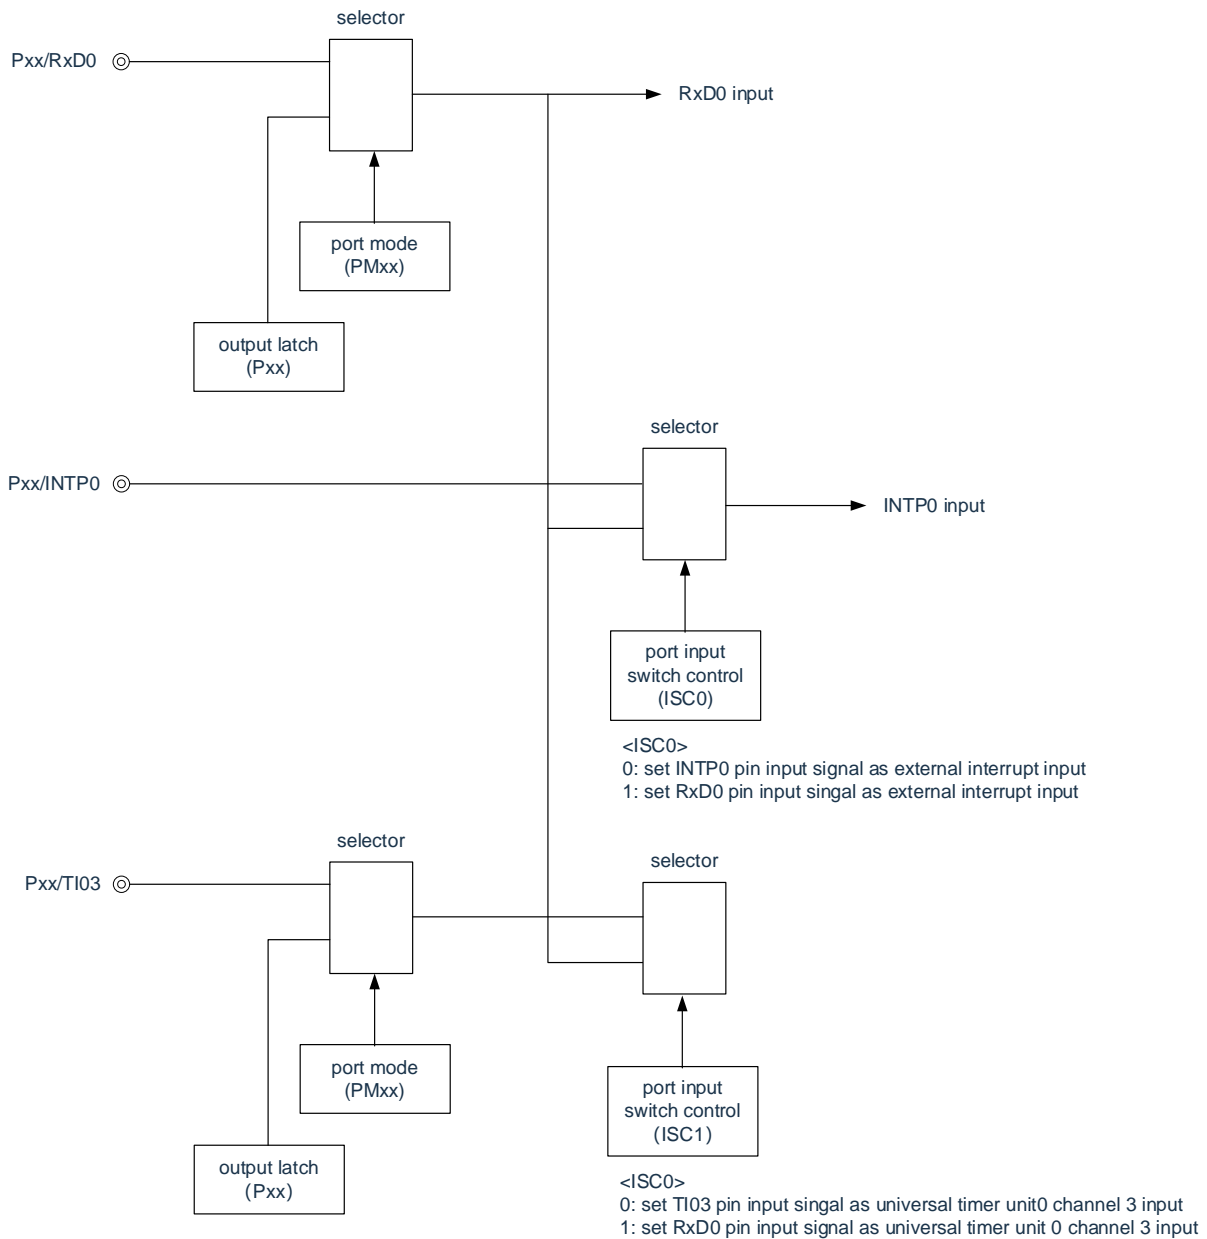 selector
Pxx/RxD0
RxD0 input
port mode
(PMxx)
output latch
(Pxx)
selector
Pxx/INTP0
INTP0 input
port input
switch control
(ISC0)
<ISC0>
0: set INTP0 pin input signal as external interrupt input
1: set RxD0 pin input singal as external interrupt input
selector
selector
Pxx/TI03
port mode
(PMxx)
port input
switch control
(ISC1)
output latch
(Pxx)
<ISC0>
0: set TI03 pin input singal as universal timer unit0 channel 3 input
1: set RxD0 pin input signal as universal timer unit 0 channel 3 input